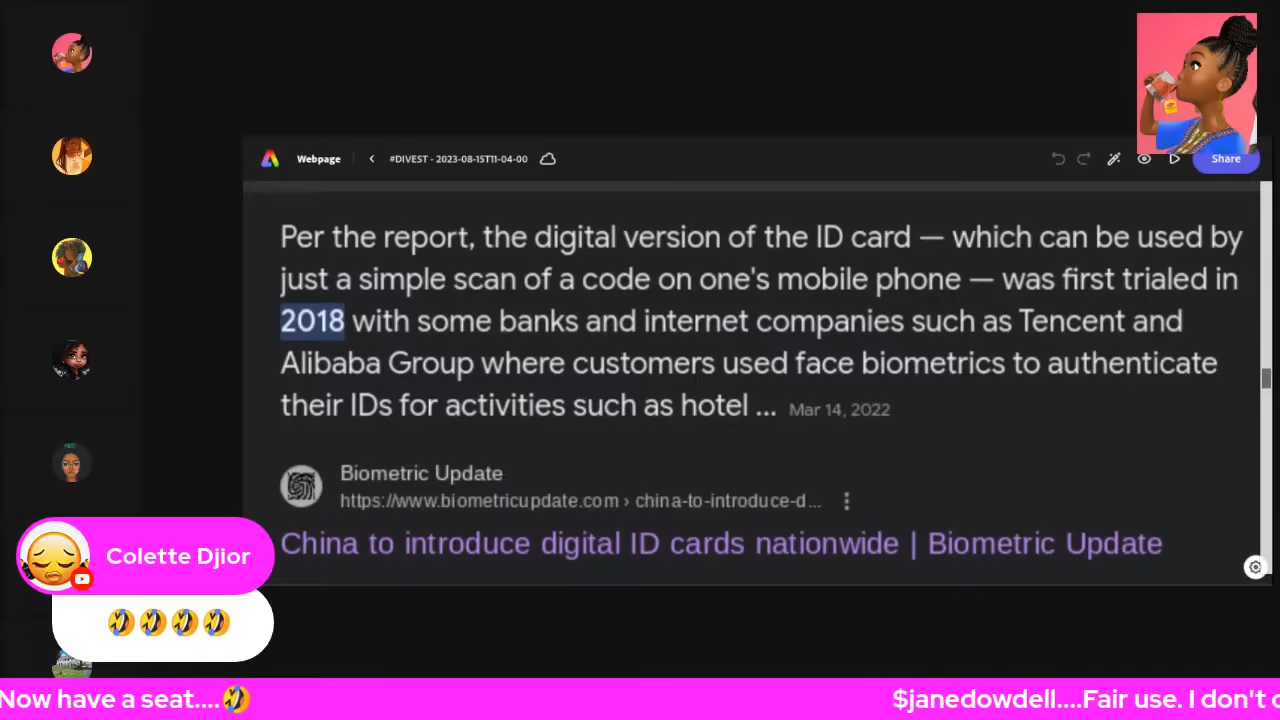 Webpage
#DIVEST - 2023-08-15T11-04-00
Share
Per the report, the digital version of the ID card — which can be used by
just a simple scan of a code on one's mobile phone — was first trialed in
2018 with some banks and internet companies such as Tencent and
Alibaba Group where customers used face biometrics to authenticate
their IDs for activities such as hotel ... Mar 14, 2022
Biometric Update
https://www.biometricupdate.com › china-to-introduce-d...
China to introduce digital ID cards nationwide | Biometric Update
Colette Djior
🤣🤣🤣🤣
Now have a seat....🤣
$janedowdell....Fair use. I don't